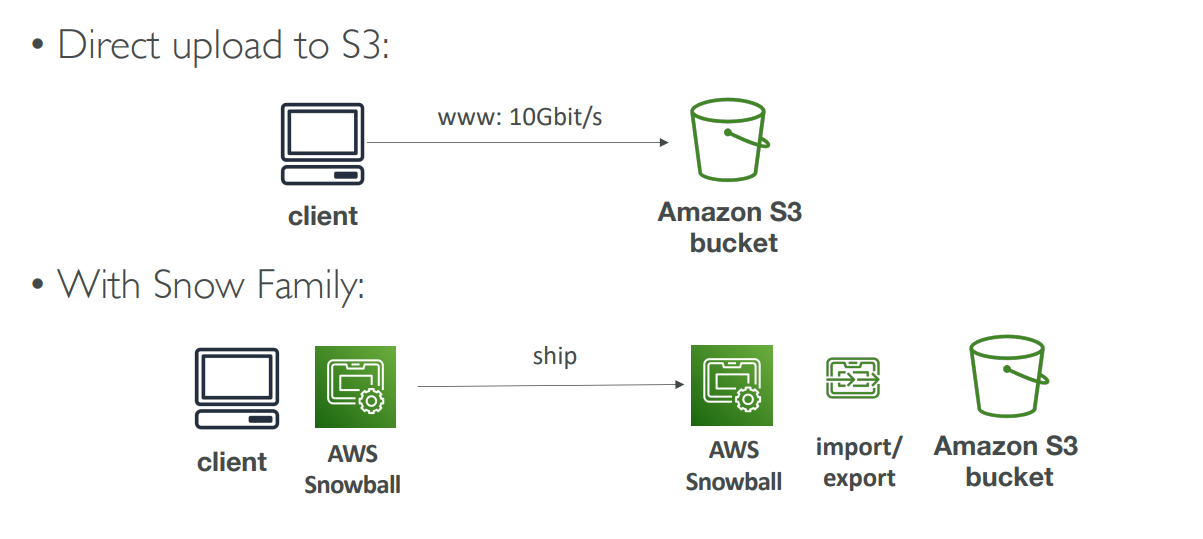 • Direct upload to S3:
www: 10Gbit/s
client
Amazon S3
bucket
• With Snow Family:
ship
client
AWS
Snowball
AWS
Snowball
import/
export
Amazon S3
bucket